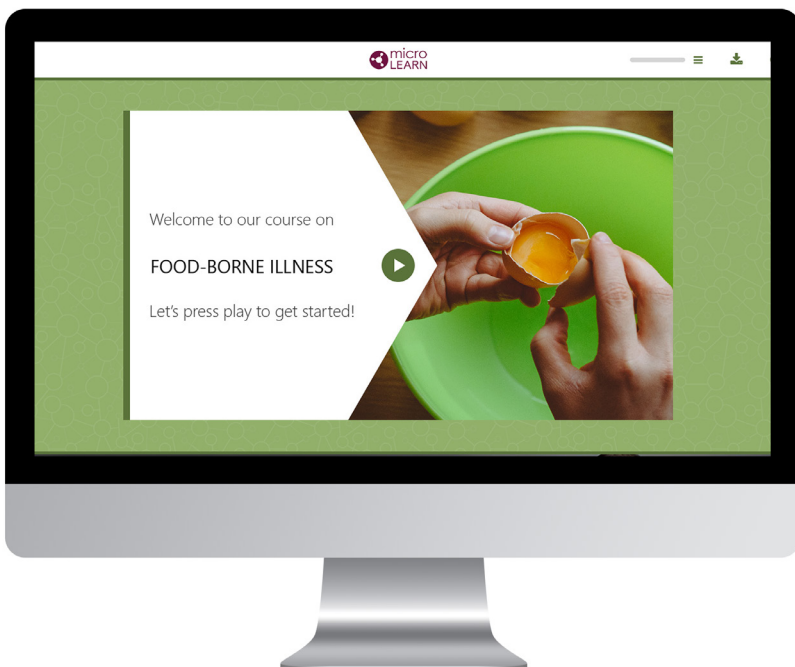 micro
LEARN
Welcome to our course on
FOOD-BORNE ILLNESS
Let's press play to get started!